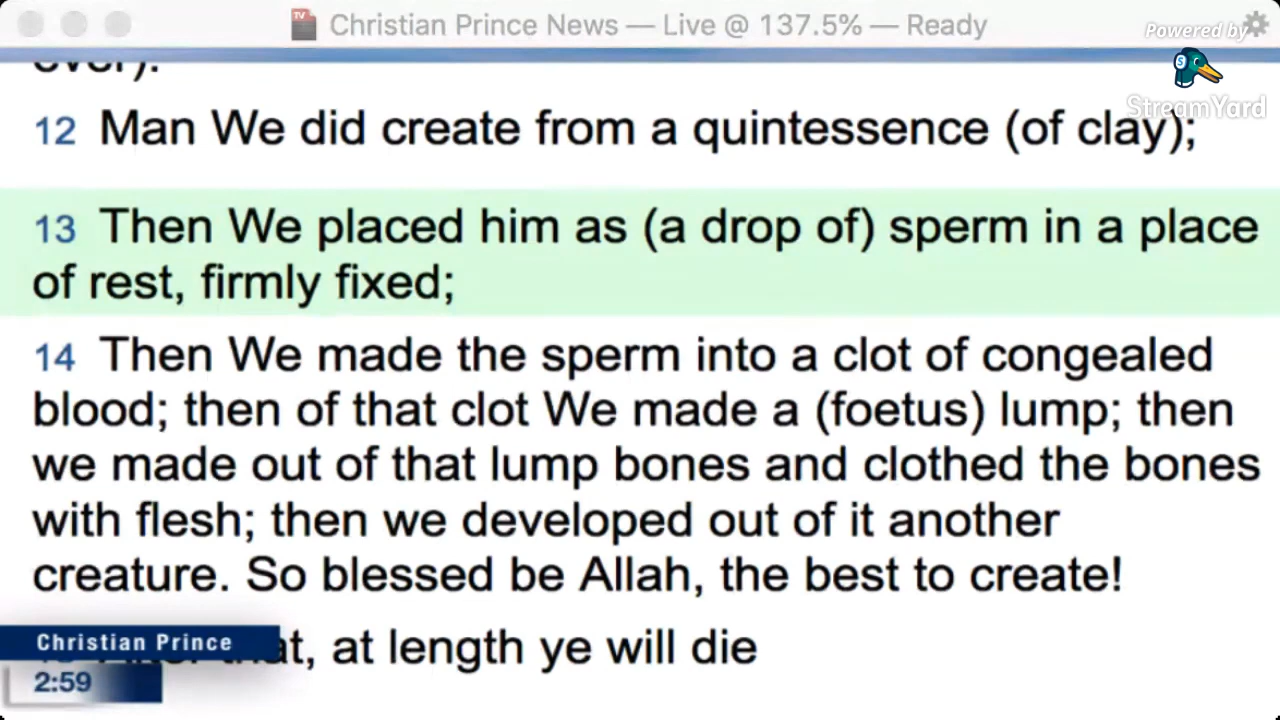 Christian Prince News — Live @ 137.5% — Ready
Powered by
StreamYard
ever).
12 Man We did create from a quintessence (of clay);
13 Then We placed him as (a drop of) sperm in a place
of rest, firmly fixed;
14 Then We made the sperm into a clot of congealed
blood; then of that clot We made a (foetus) lump; then
we made out of that lump bones and clothed the bones
with flesh; then we developed out of it another
creature. So blessed be Allah, the best to create!
that, at length ye will die
Christian Prince
2:59